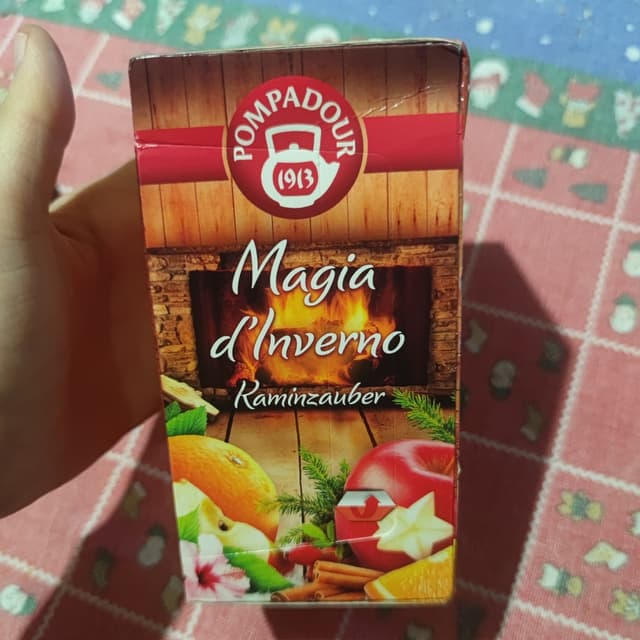 POMPADOUR
1913
Magia
d'Inverno
Kaminzauber